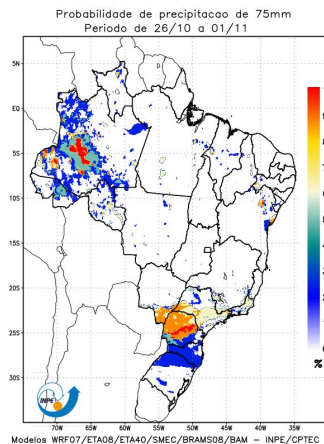 Probabilidade de precipitacao de 75mm
Periodo de 26/10 a 01/11
5N
EQ
5S
10S
15S
20S
25S
30S
70W
65W
60W
55W
50W
45W
40W
35W
%
INPE
Modelos WRF07/ETA08/ETA40/SMEC/BRAMS08/BAM – INPE/CPTEC